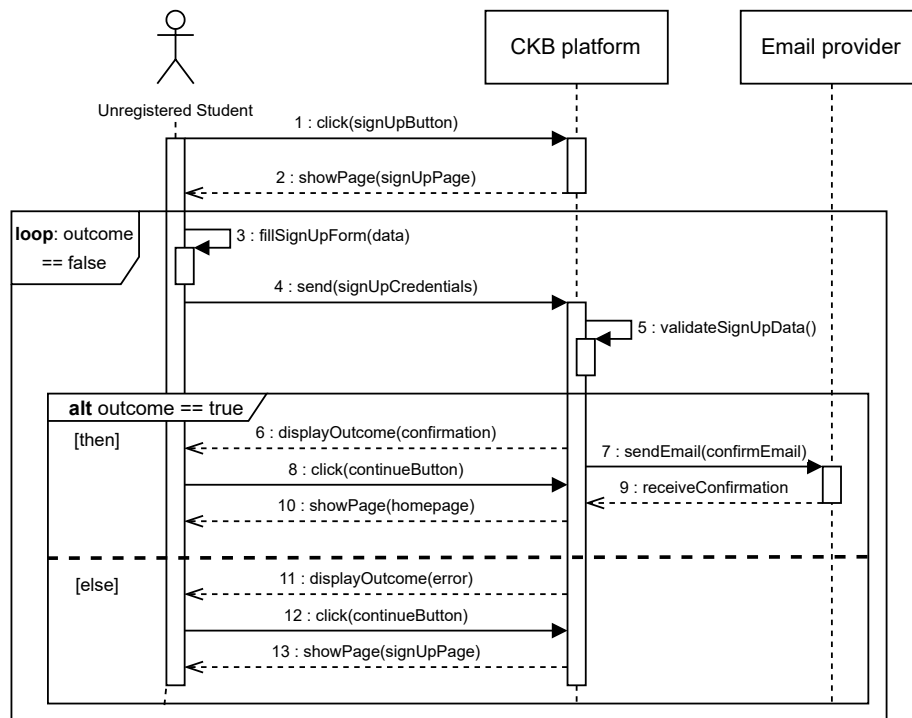 CKB platform
Email provider
Unregistered Student
1 : click(signUpButton)
2 : showPage(signUpPage)
loop: outcome
== false
3 : fillSignUpForm(data)
4 : send(signUpCredentials)
5 : validateSignUpData()
alt outcome == true
[then]
6 : displayOutcome(confirmation)
7 : sendEmail(confirmEmail)
8 : click(continueButton)
9 : receiveConfirmation
10 : showPage(homepage)
[else]
11 : displayOutcome(error)
12 : click(continueButton)
13 : showPage(signUpPage)